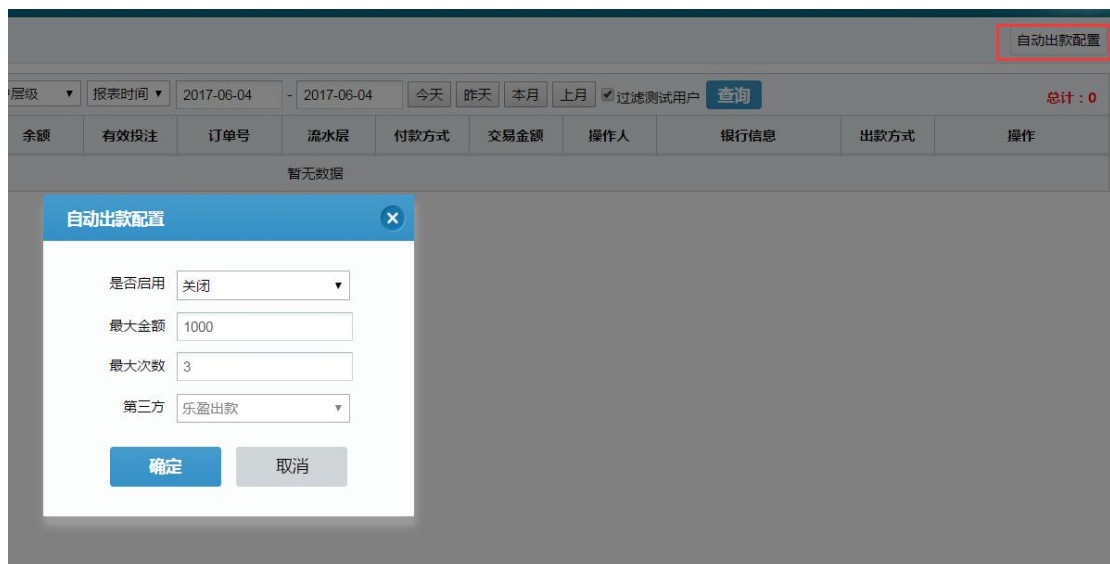 自动出款配置
层级 报表时间 2017-06-04 - 2017-06-04 今天 昨天 本月 上月 过滤测试用户 查询 总计：0
余额 有效投注 订单号 流水层 付款方式 交易金额 操作人 银行信息 出款方式 操作
暂无数据
自动出款配置
是否启用 关闭
最大金额 1000
最大次数 3
第三方 乐盈出款
确定 取消